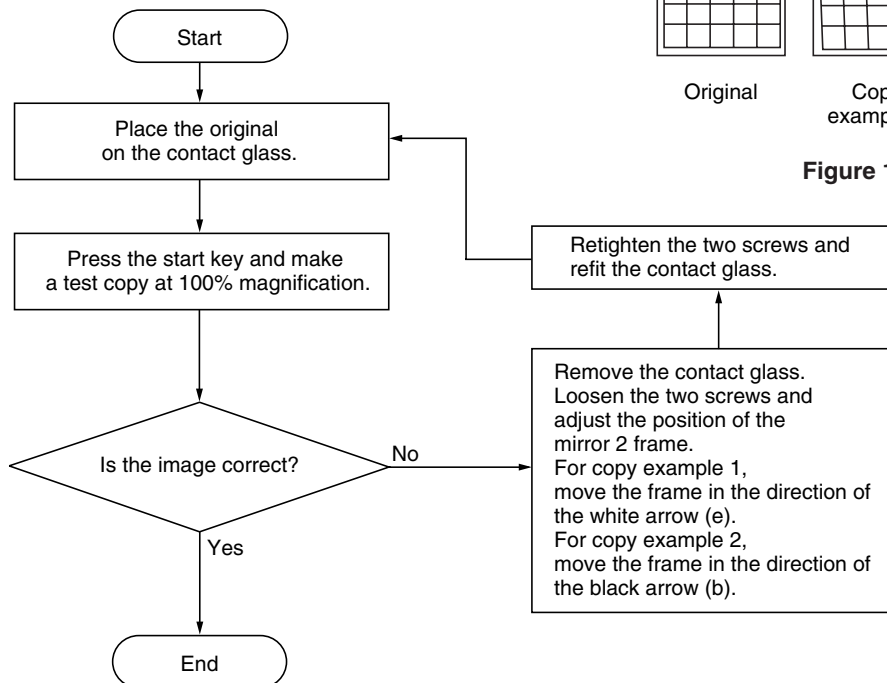 Start
Place the original
on the contact glass.
Press the start key and make
a test copy at 100% magnification.
Is the image correct?
No
Yes
End
Original
Retighten the two screws and
refit the contact glass.
Remove the contact glass.
Loosen the two screws and
adjust the position of the
mirror 2 frame.
For copy example 1,
move the frame in the direction of
the white arrow (e).
For copy example 2,
move the frame in the direction of
the black arrow (b).
Figure